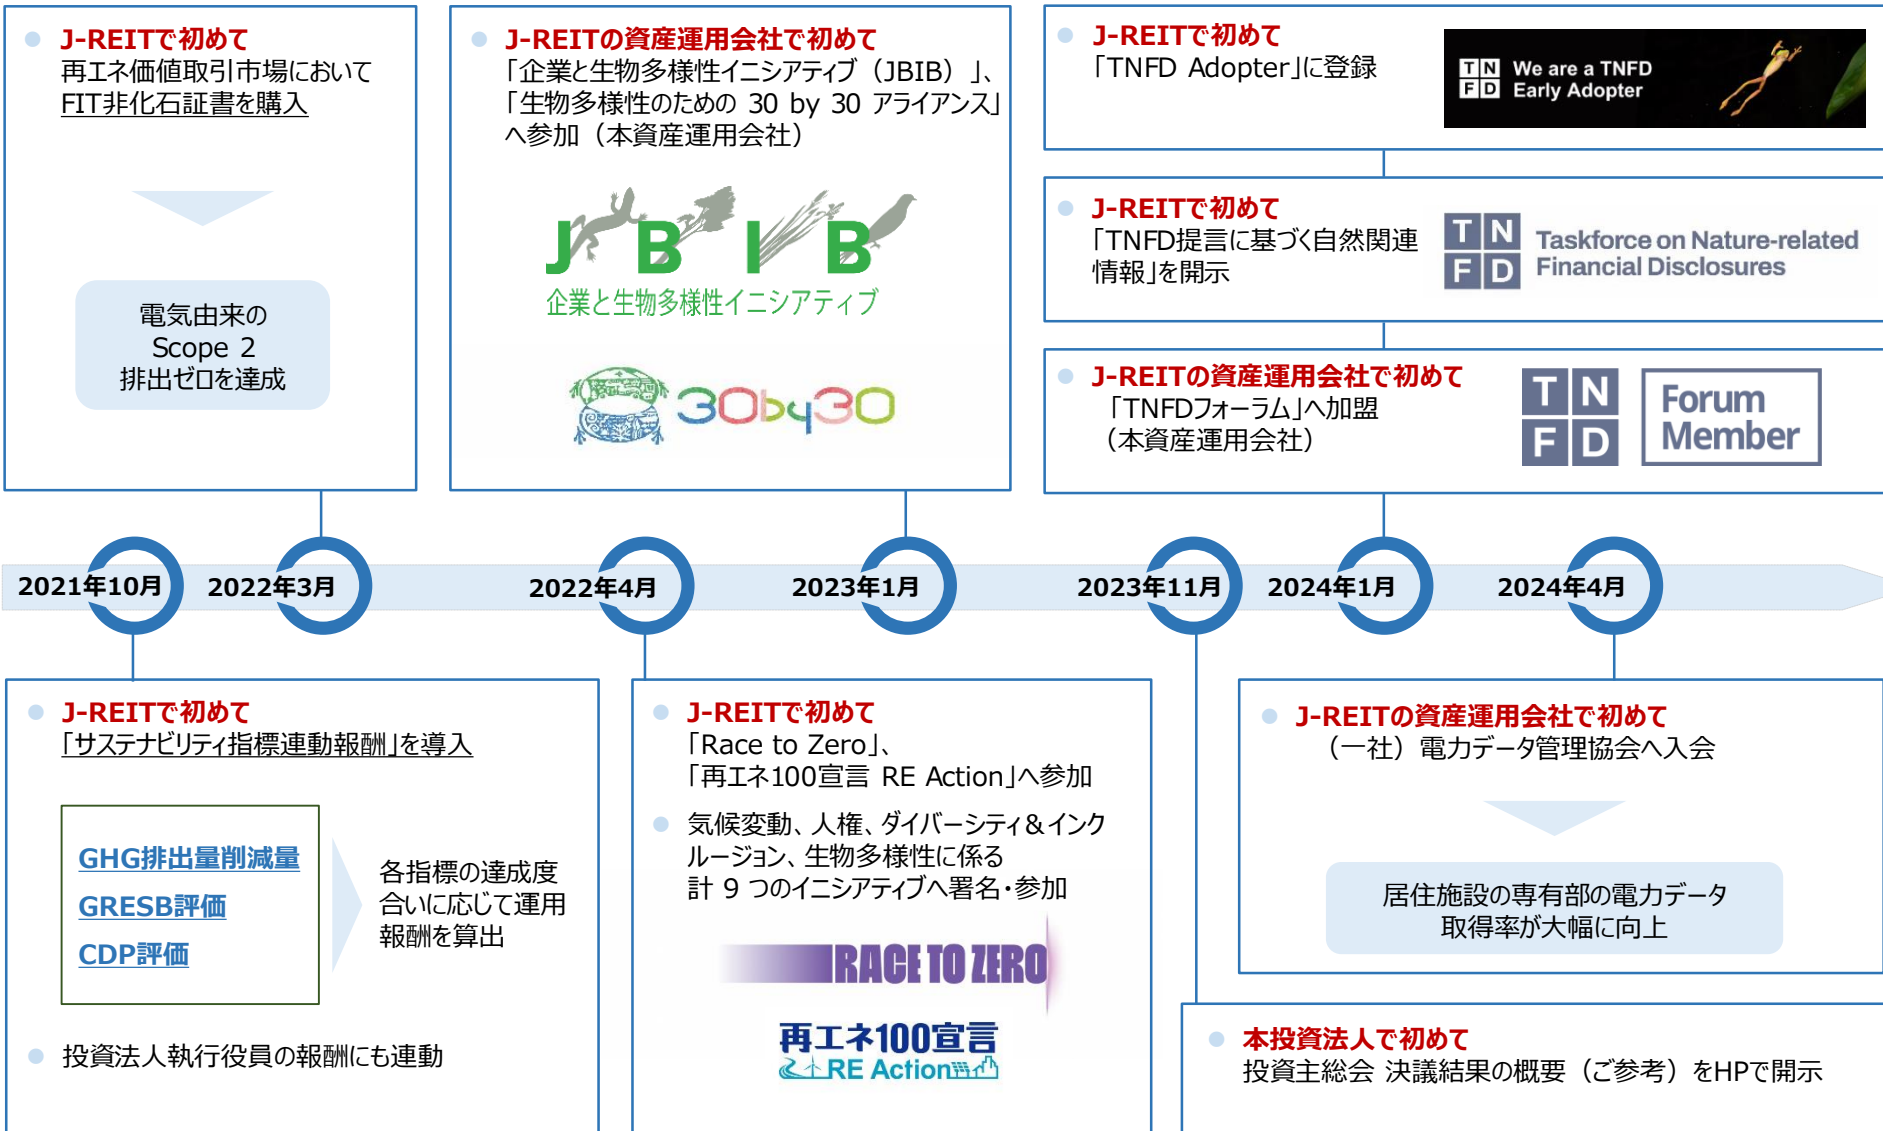 J-REITで初めて
再エネ価値取引市場において
FIT非化石証書を購入
電気由来の
Scope 2
排出ゼロを達成
J-REITの資産運用会社で初めて
「企業と生物多様性イニシアティブ（JBIB）」、
「生物多様性のための 30 by 30 アライアンス」
へ参加（本資産運用会社）
JBIB
企業と生物多様性イニシアティブ
30by30
J-REITで初めて
「TNFD Adopter」に登録
TN
FD
We are a TNFD
Early Adopter
J-REITで初めて
「TNFD提言に基づく自然関連
情報」を開示
TN
FD
Taskforce on Nature-related
Financial Disclosures
J-REITの資産運用会社で初めて
「TNFDフォーラム」へ加盟
（本資産運用会社）
TN
FD
Forum
Member
2021年10月
2022年3月
2022年4月
2023年1月
2023年11月
2024年1月
2024年4月
J-REITで初めて
「サステナビリティ指標連動報酬」を導入
GHG排出量削減量
GRESB評価
CDP評価
各指標の達成度
合いに応じて運用
報酬を算出
投資法人執行役員の報酬にも連動
J-REITで初めて
「Race to Zero」、
「再エネ100宣言 RE Action」へ参加
気候変動、人権、ダイバーシティ＆インク
ルージョン、生物多様性に係る
計 9 つのイニシアティブへ署名・参加
RACE TO ZERO
再エネ100宣言
RE Action
J-REITの資産運用会社で初めて
（一社）電力データ管理協会へ入会
居住施設の専有部の電力データ
取得率が大幅に向上
本投資法人で初めて
投資主総会 決議結果の概要（ご参考）をHPで開示